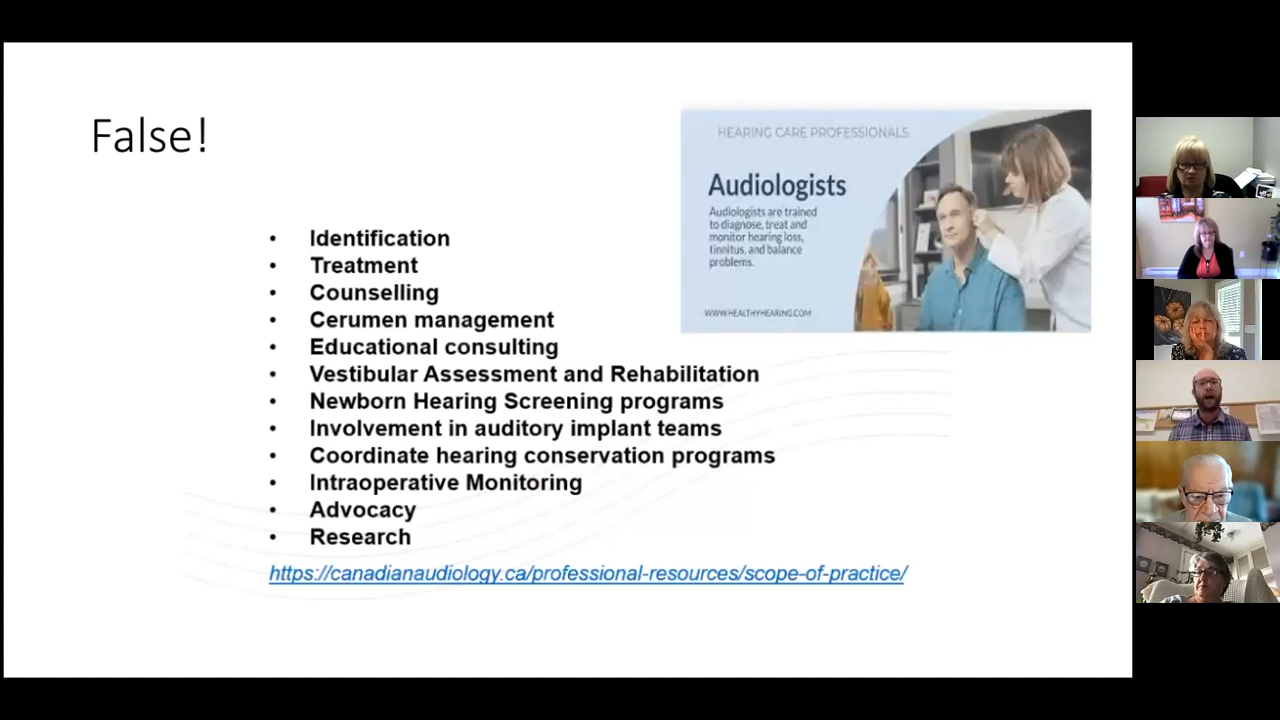 False!
HEARING CARE PROFESSIONALS
Audiologists
Audiologists are trained
to diagnose, treat and
monitor hearing loss,
tinnitus, and balance
problems.
WWW.HEALTHYHEARING.COM
• Identification
• Treatment
• Counselling
• Cerumen management
• Educational consulting
• Vestibular Assessment and Rehabilitation
• Newborn Hearing Screening programs
• Involvement in auditory implant teams
• Coordinate hearing conservation programs
• Intraoperative Monitoring
• Advocacy
• Research
https://canadianaudiology.ca/professional-resources/scope-of-practice/